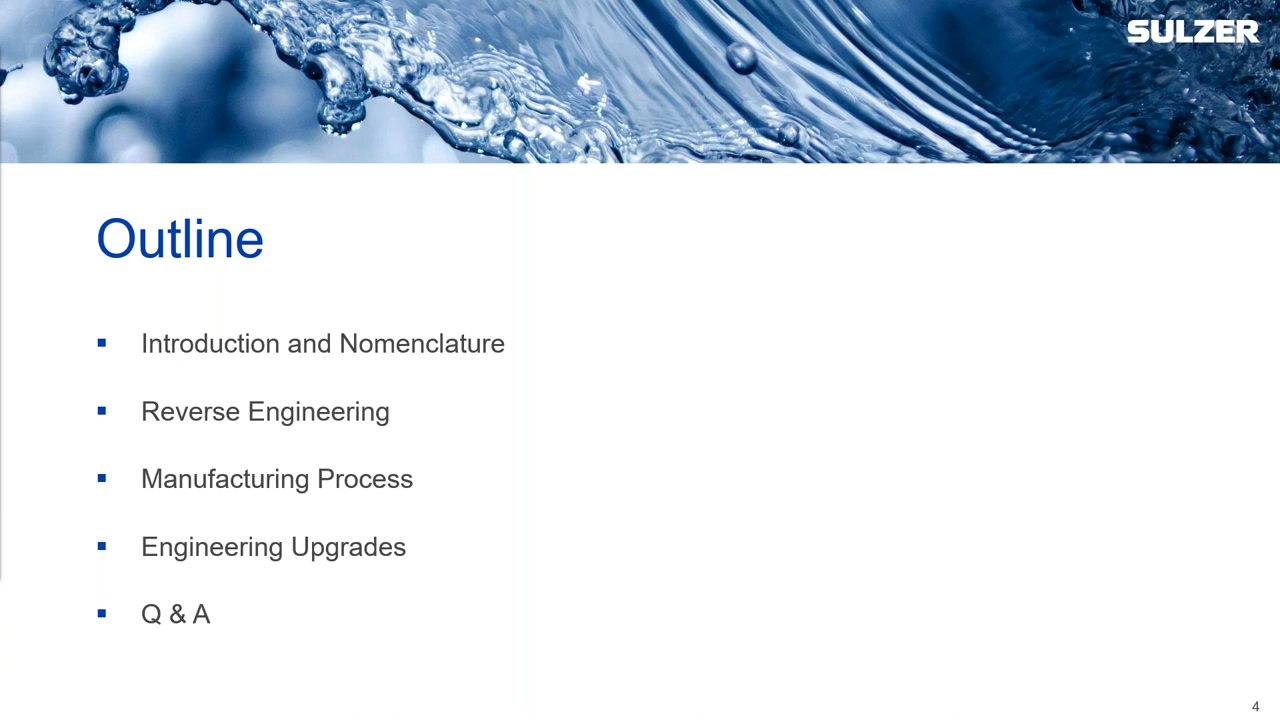 SULZER
Outline
▪ Introduction and Nomenclature
▪ Reverse Engineering
▪ Manufacturing Process
▪ Engineering Upgrades
▪ Q & A
4